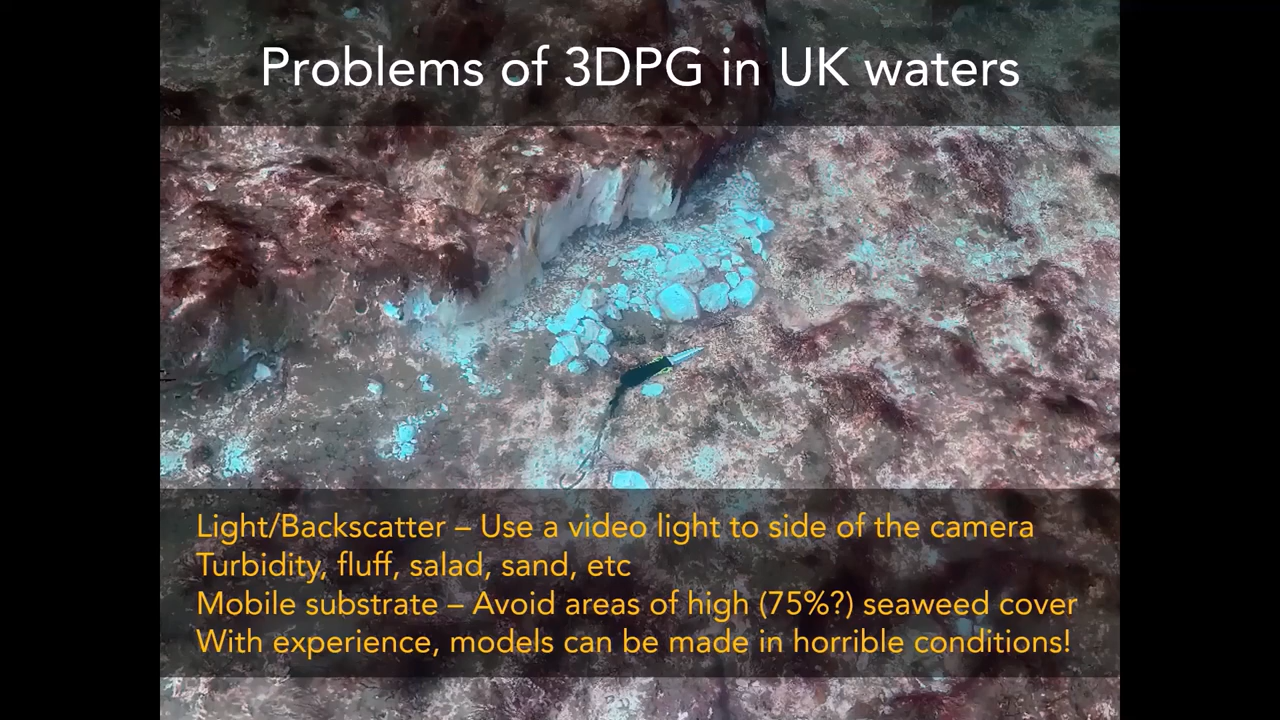 Problems of 3DPG in UK waters
Light/Backscatter – Use a video light to side of the camera
Turbidity, fluff, salad, sand, etc
Mobile substrate – Avoid areas of high (75%?) seaweed cover
With experience, models can be made in horrible conditions!